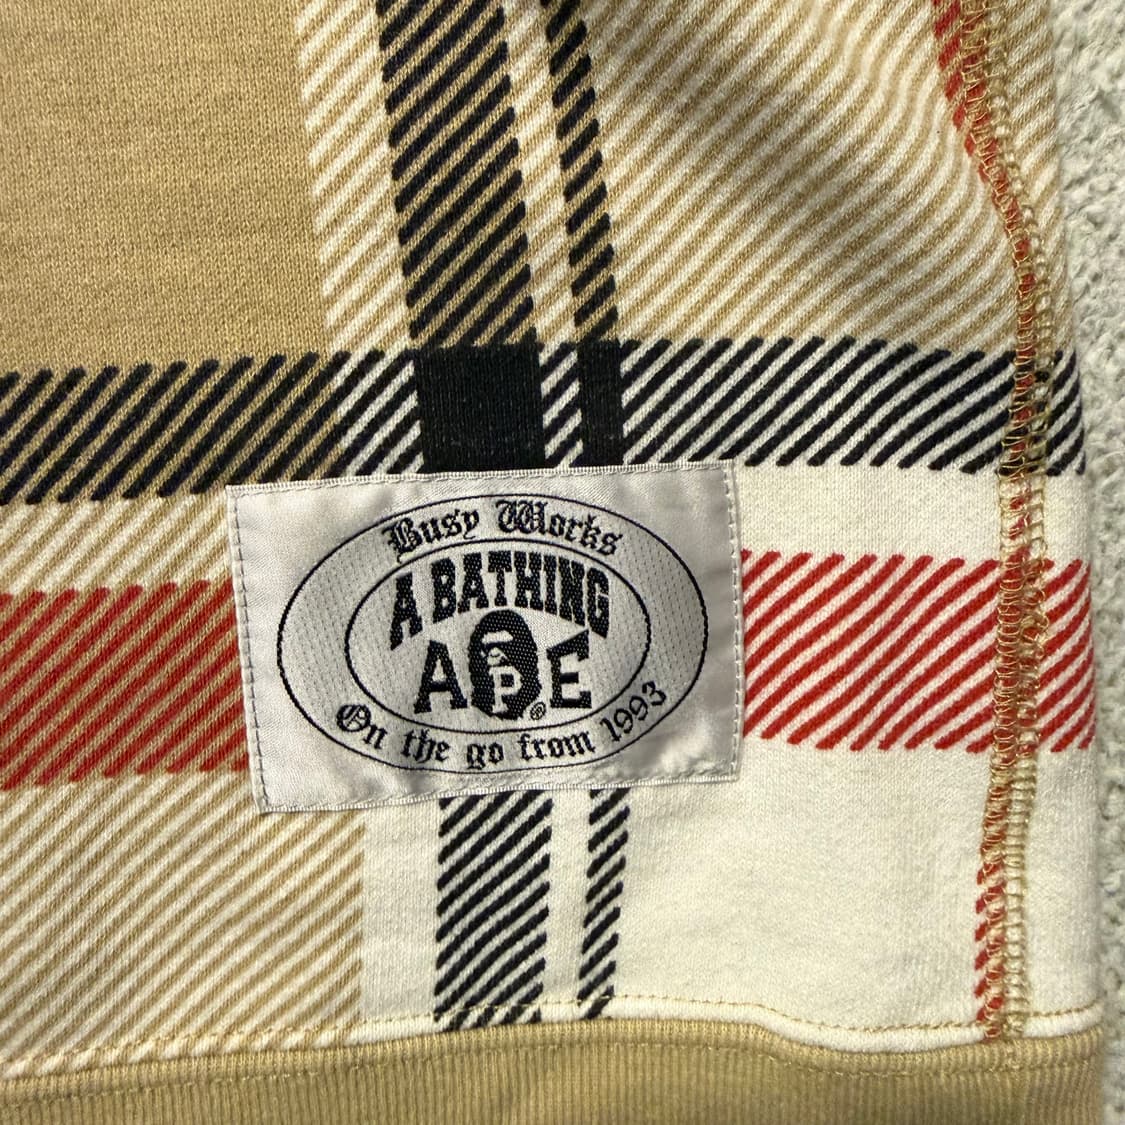 Busy Works
A BATHING
APE®
On the go from 1993